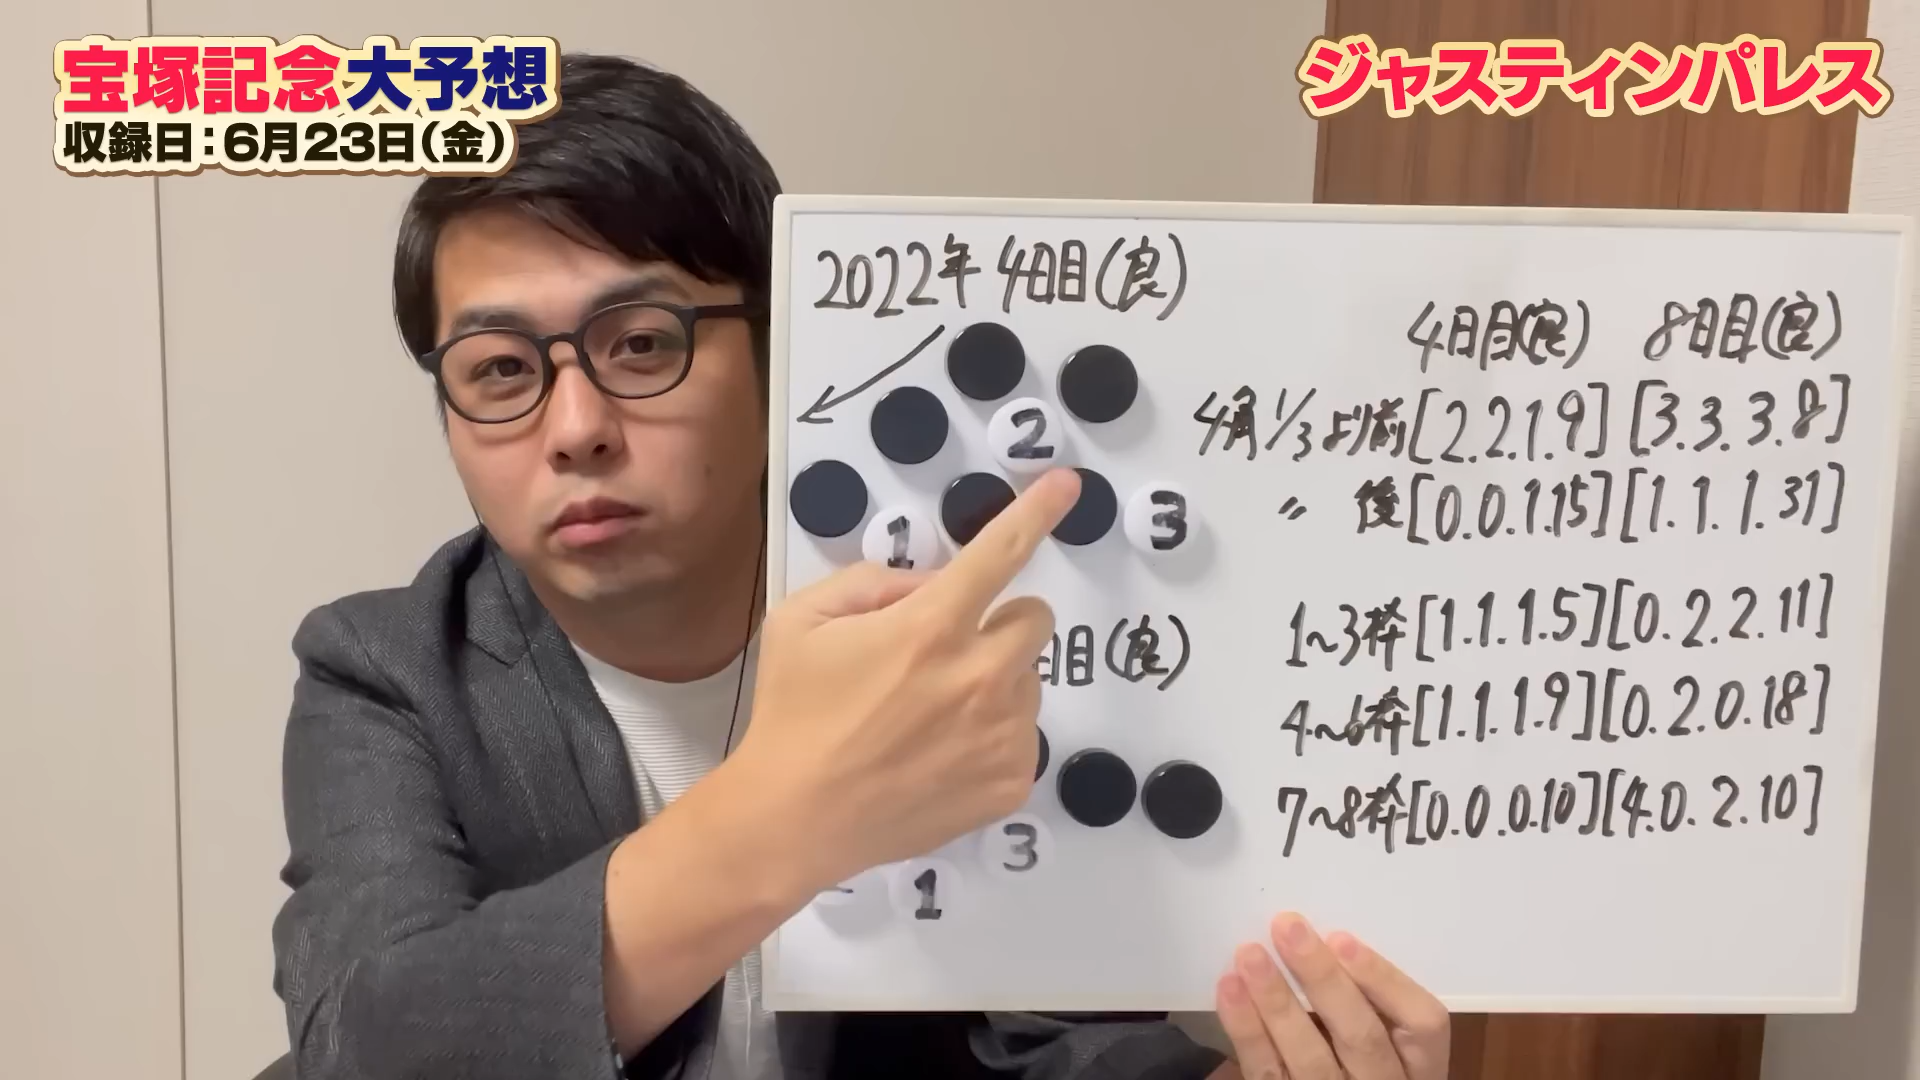 宝塚記念大予想
収録日：6月23日（金）
ジャスティンパレス
2022年 4日目(良)
2
1
3
日目(良)
3
1
4日目(良) 8日目(良)
4角 1/3 より前[2.2.1.9][3.3.3.8]
〃 後[0.0.1.15][1.1.1.31]
1〜3枠[1.1.1.5][0.2.2.11]
4〜6枠[1.1.1.9][0.2.0.18]
7〜8枠[0.0.0.10][4.0.2.10]